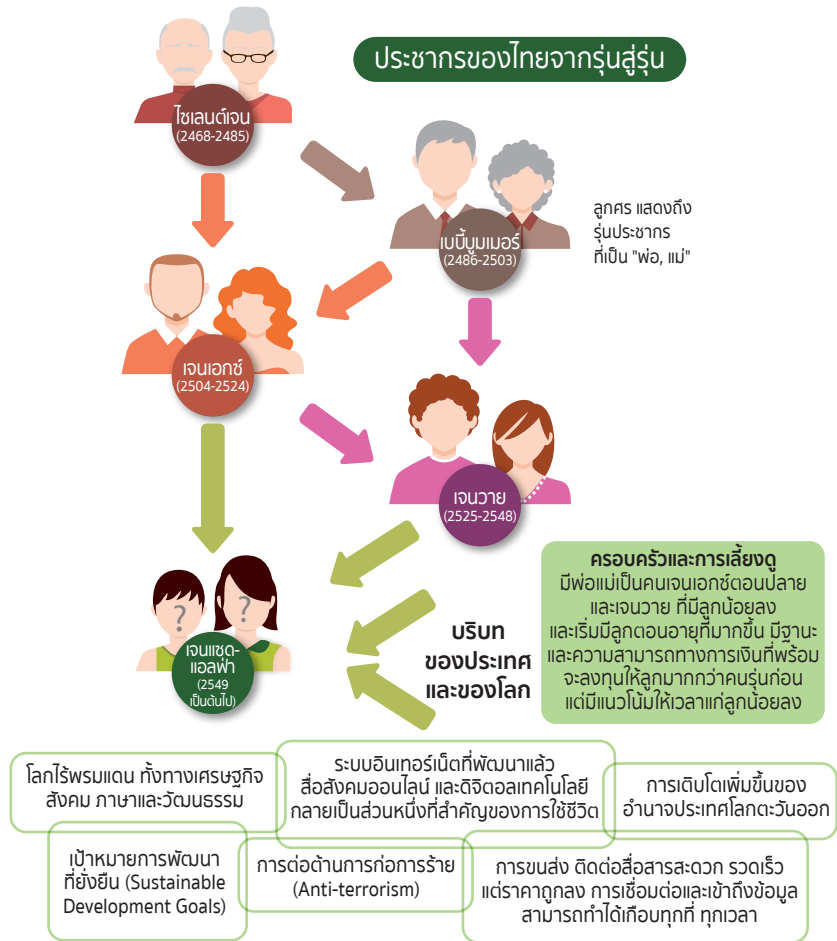 ประชากรของไทยจากรุ่นสู่รุ่น
ไซเลนต์เจน
(2468-2485)
เบบี้บูมเมอร์
(2486-2503)
ลูกศร แสดงถึง
รุ่นประชากร
ที่เป็น "พ่อ, แม่"
เจนเอกซ์
(2504-2524)
เจนวาย
(2525-2548)
?
?
เจนแซด-
แอลฟ่า
(2549
เป็นต้นไป)
บริบท
ของประเทศ
และของโลก
ครอบครัวและการเลี้ยงดู
มีพ่อแม่เป็นคนเจนเอกซ์ตอนปลาย
และเจนวาย ที่มีลูกน้อยลง
และเริ่มมีลูกตอนอายุที่มากขึ้น มีฐานะ
และความสามารถทางการเงินที่พร้อม
จะลงทุนให้ลูกมากกว่าคนรุ่นก่อน
แต่มีแนวโน้มให้เวลาแก่ลูกน้อยลง
โลกไร้พรมแดน ทั้งทางเศรษฐกิจ
สังคม ภาษาและวัฒนธรรม
ระบบอินเทอร์เน็ตที่พัฒนาแล้ว
สื่อสังคมออนไลน์ และดิจิตอลเทคโนโลยี
กลายเป็นส่วนหนึ่งที่สำคัญของการใช้ชีวิต
การเติบโตเพิ่มขึ้นของ
อำนาจประเทศโลกตะวันออก
เป้าหมายการพัฒนา
ที่ยั่งยืน (Sustainable
Development Goals)
การต่อต้านการก่อการร้าย
(Anti-terrorism)
การขนส่ง ติดต่อสื่อสารสะดวก รวดเร็ว
แต่ราคาถูกลง การเชื่อมต่อและเข้าถึงข้อมูล
สามารถทำได้เกือบทุกที่ ทุกเวลา